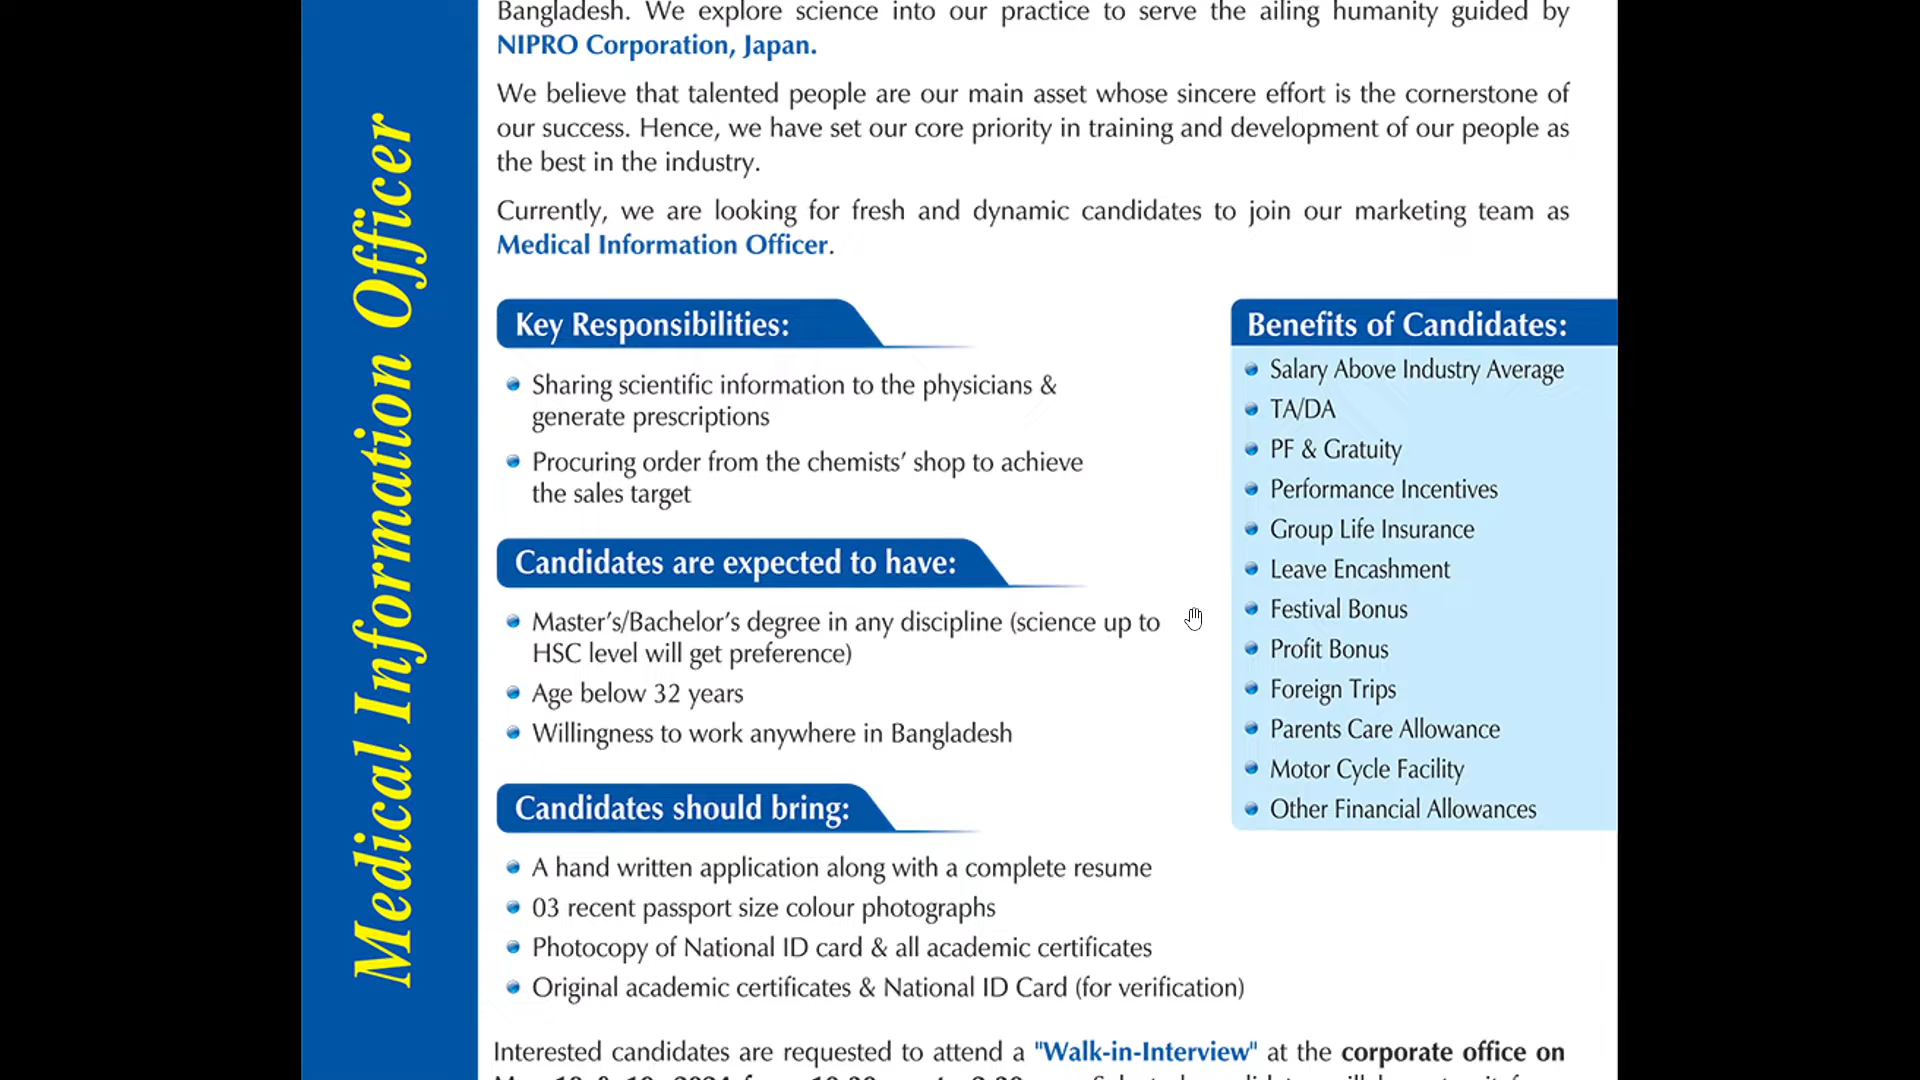 Medical Information Officer
Bangladesh. We explore science into our practice to serve the ailing humanity guided by
NIPRO Corporation, Japan.
We believe that talented people are our main asset whose sincere effort is the cornerstone of
our success. Hence, we have set our core priority in training and development of our people as
the best in the industry.
Currently, we are looking for fresh and dynamic candidates to join our marketing team as
Medical Information Officer.
Key Responsibilities:
Sharing scientific information to the physicians &
generate prescriptions
Procuring order from the chemists’ shop to achieve
the sales target
Candidates are expected to have:
Master’s/Bachelor’s degree in any discipline (science up to
HSC level will get preference)
Age below 32 years
Willingness to work anywhere in Bangladesh
Candidates should bring:
A hand written application along with a complete resume
03 recent passport size colour photographs
Photocopy of National ID card & all academic certificates
Original academic certificates & National ID Card (for verification)
Benefits of Candidates:
Salary Above Industry Average
TA/DA
PF & Gratuity
Performance Incentives
Group Life Insurance
Leave Encashment
Festival Bonus
Profit Bonus
Foreign Trips
Parents Care Allowance
Motor Cycle Facility
Other Financial Allowances
Interested candidates are requested to attend a "Walk-in-Interview" at the corporate office on